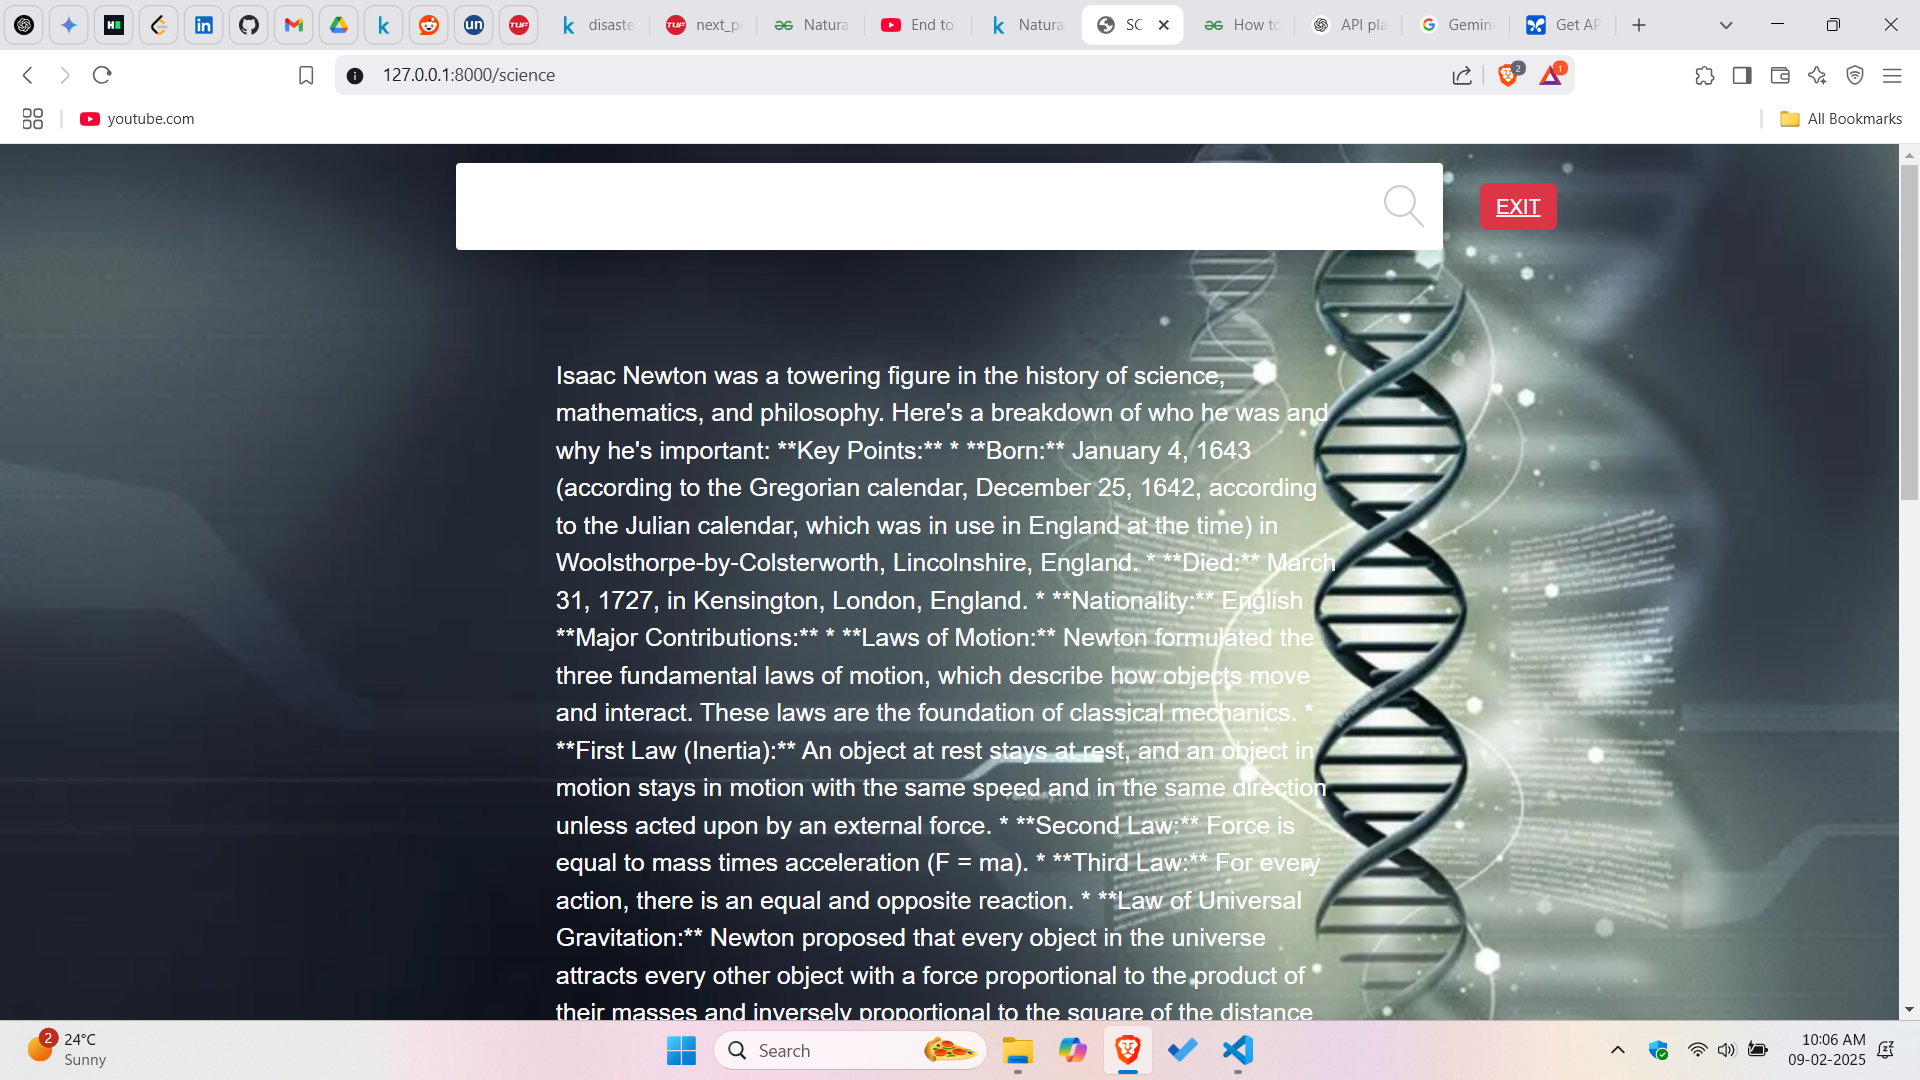 disaste
next_p
Natura
End to
Natura
SC
How to
API pla
Gemini
Get AP
127.0.0.1:8000/science
2
1
youtube.com
All Bookmarks
EXIT
Isaac Newton was a towering figure in the history of science,
mathematics, and philosophy. Here's a breakdown of who he was and
why he's important: **Key Points:** * **Born:** January 4, 1643
(according to the Gregorian calendar, December 25, 1642, according
to the Julian calendar, which was in use in England at the time) in
Woolsthorpe-by-Colsterworth, Lincolnshire, England. * **Died:** March
31, 1727, in Kensington, London, England. * **Nationality:** English
**Major Contributions:** * **Laws of Motion:** Newton formulated the
three fundamental laws of motion, which describe how objects move
and interact. These laws are the foundation of classical mechanics. *
**First Law (Inertia):** An object at rest stays at rest, and an object in
motion stays in motion with the same speed and in the same direction
unless acted upon by an external force. * **Second Law:** Force is
equal to mass times acceleration (F = ma). * **Third Law:** For every
action, there is an equal and opposite reaction. * **Law of Universal
Gravitation:** Newton proposed that every object in the universe
attracts every other object with a force proportional to the product of
their masses and inversely proportional to the square of the distance
2
24°C
Sunny
Search
10:06 AM
09-02-2025